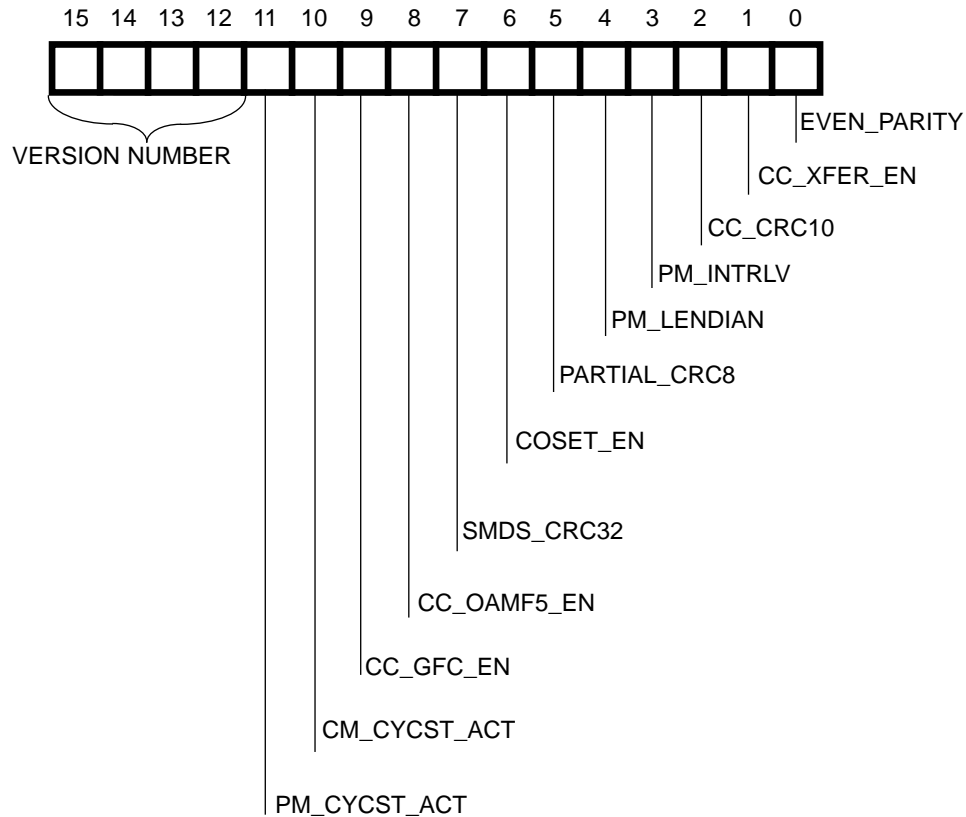 15 14 13 12 11 10 9 8 7 6 5 4 3 2 1 0
EVEN_PARITY
VERSION NUMBER
CC_XFER_EN
CC_CRC10
PM_INTRLV
PM_LENDIAN
PARTIAL_CRC8
COSET_EN
SMDS_CRC32
CC_OAMF5_EN
CC_GFC_EN
CM_CYCST_ACT
PM_CYCST_ACT